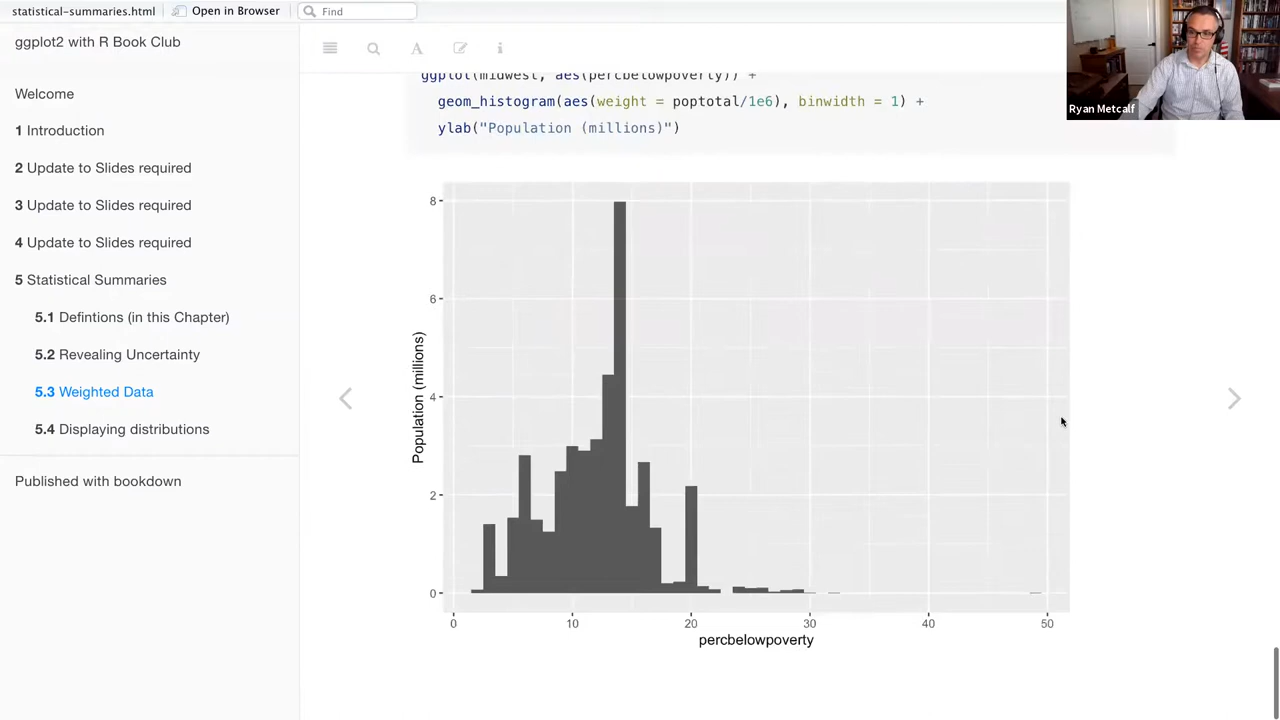 statistical-summaries.html
Open in Browser
Find
ggplot2 with R Book Club
Welcome
1 Introduction
2 Update to Slides required
3 Update to Slides required
4 Update to Slides required
5 Statistical Summaries
5.1 Defintions (in this Chapter)
5.2 Revealing Uncertainty
5.3 Weighted Data
5.4 Displaying distributions
Published with bookdown
A
i
ggplot(midwest, aes(percbelowpoverty)) +
geom_histogram(aes(weight = poptotal/1e6), binwidth = 1) +
ylab("Population (millions)")
Population (millions)
8
6
4
2
0
0 10 20 30 40 50
percbelowpoverty
Ryan Metcalf